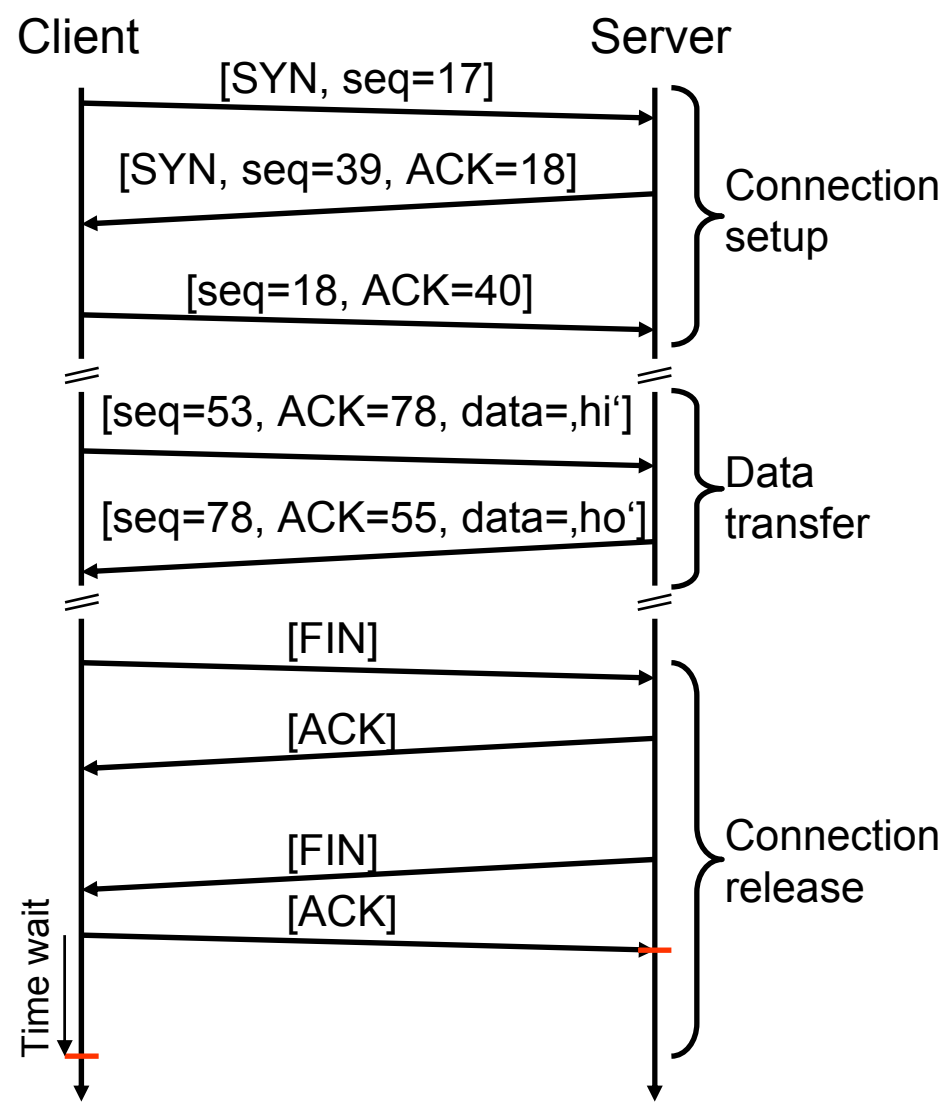 Client
Server
[SYN, seq=17]
[SYN, seq=39, ACK=18]
[seq=18, ACK=40]
Connection
setup
[seq=53, ACK=78, data=‚hi‘]
[seq=78, ACK=55, data=‚ho‘]
Data
transfer
[FIN]
[ACK]
[FIN]
[ACK]
Connection
release
Time wait